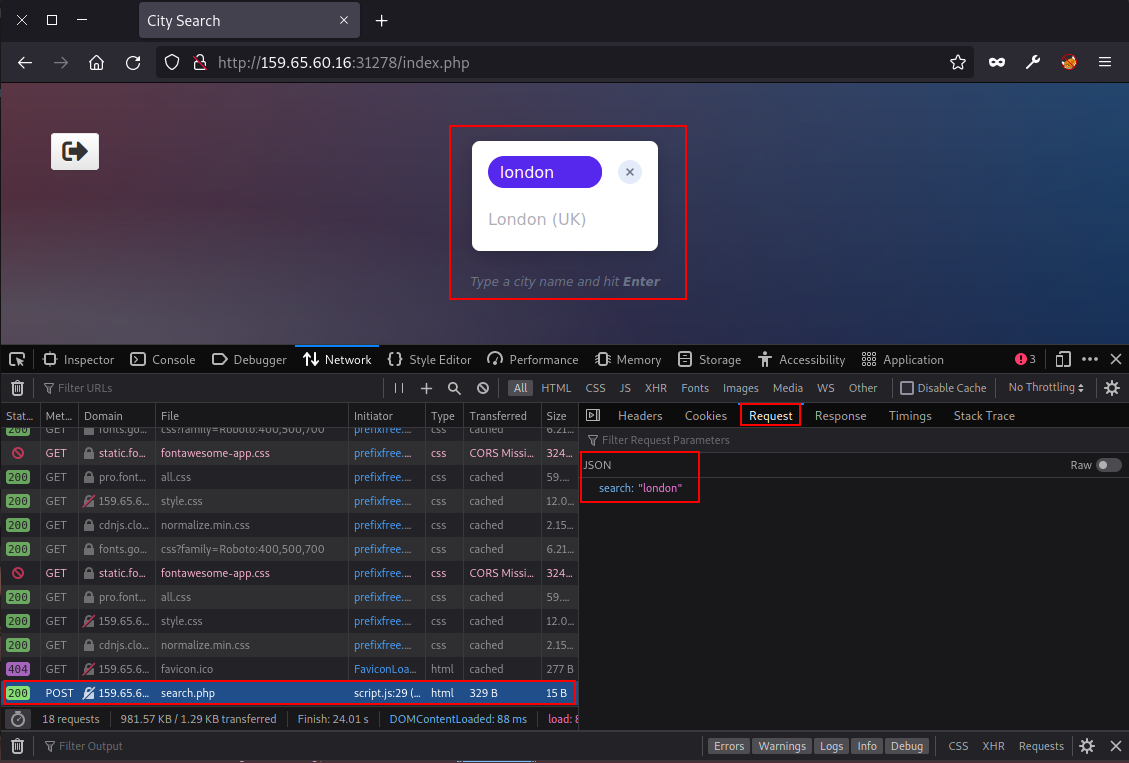 City Search
http://159.65.60.16:31278/index.php
london
London (UK)
Type a city name and hit Enter
Inspector Console Debugger Network Style Editor Performance Memory Storage Accessibility Application 3
Filter URLs All HTML CSS JS XHR Fonts Images Media WS Other Disable Cache No Throttling
Stat... Met... Domain File Initiator Type Transferred Size
200 GET fonts.go... css?family=Roboto:400,500,700 prefixfree.... css cached 6.21...
GET static.fo... fontawesome-app.css prefixfree.... css CORS Missi... 324...
200 GET pro.font... all.css prefixfree.... css cached 59....
200 GET 159.65.6... style.css prefixfree.... css cached 12.0...
200 GET cdnjs.clo... normalize.min.css prefixfree.... css cached 2.15...
200 GET fonts.go... css?family=Roboto:400,500,700 prefixfree.... css cached 6.21...
GET static.fo... fontawesome-app.css prefixfree.... css CORS Missi... 324...
200 GET pro.font... all.css prefixfree.... css cached 59....
200 GET 159.65.6... style.css prefixfree.... css cached 12.0...
200 GET cdnjs.clo... normalize.min.css prefixfree.... css cached 2.15...
404 GET 159.65.6... favicon.ico FaviconLoa... html cached 277 B
200 POST 159.65.6... search.php script.js:29 (... html 329 B 15 B
18 requests 981.57 KB / 1.29 KB transferred Finish: 24.01 s DOMContentLoaded: 88 ms load:
Headers Cookies Request Response Timings Stack Trace
Filter Request Parameters
JSON Raw
search: "london"
Filter Output Errors Warnings Logs Info Debug CSS XHR Requests